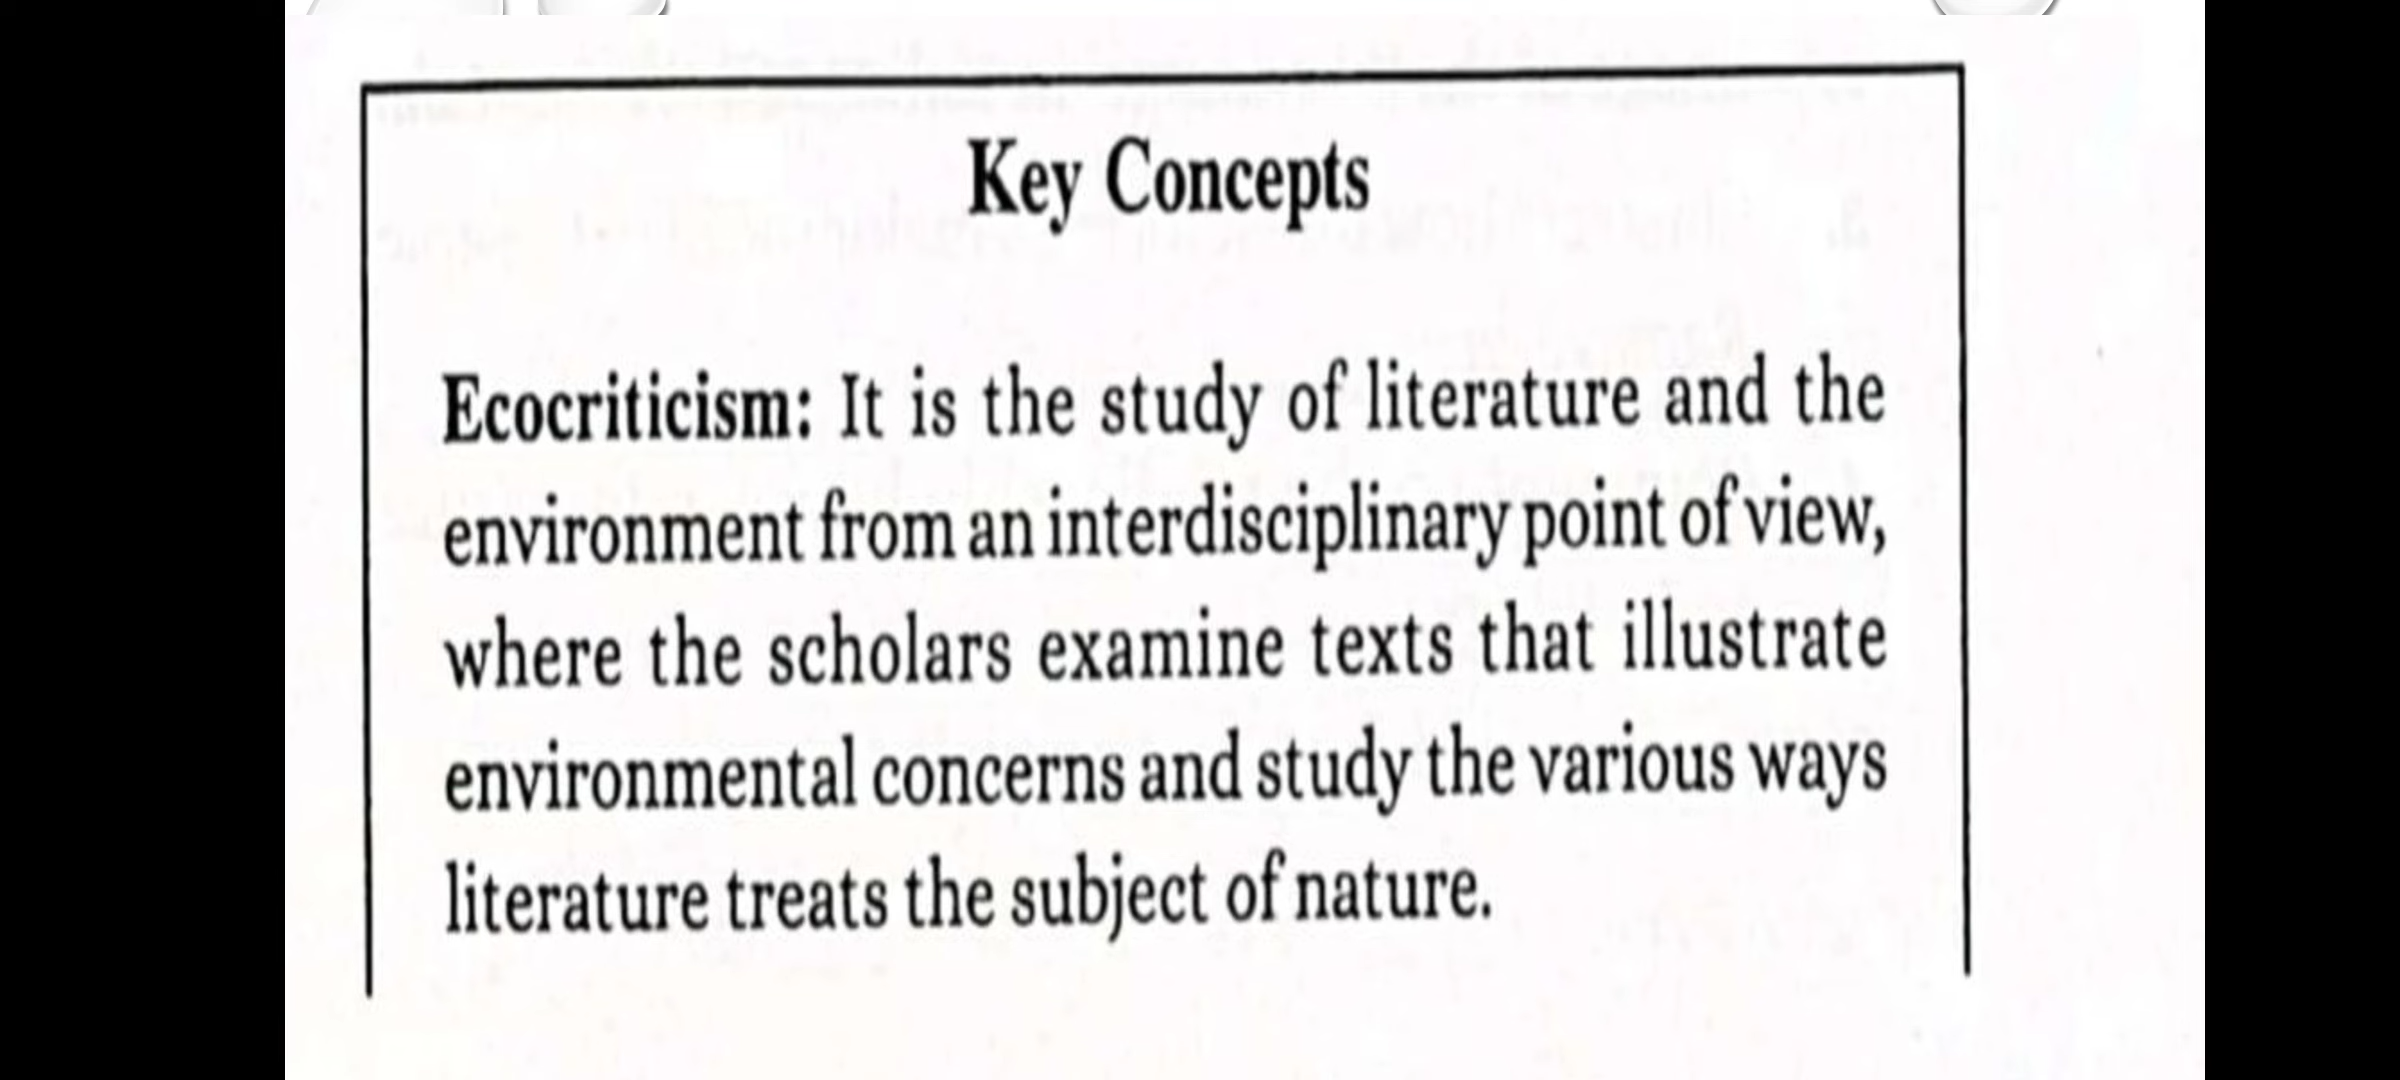 Key Concepts
Ecocriticism: It is the study of literature and the
environment from an interdisciplinary point of view,
where the scholars examine texts that illustrate
environmental concerns and study the various ways
literature treats the subject of nature.